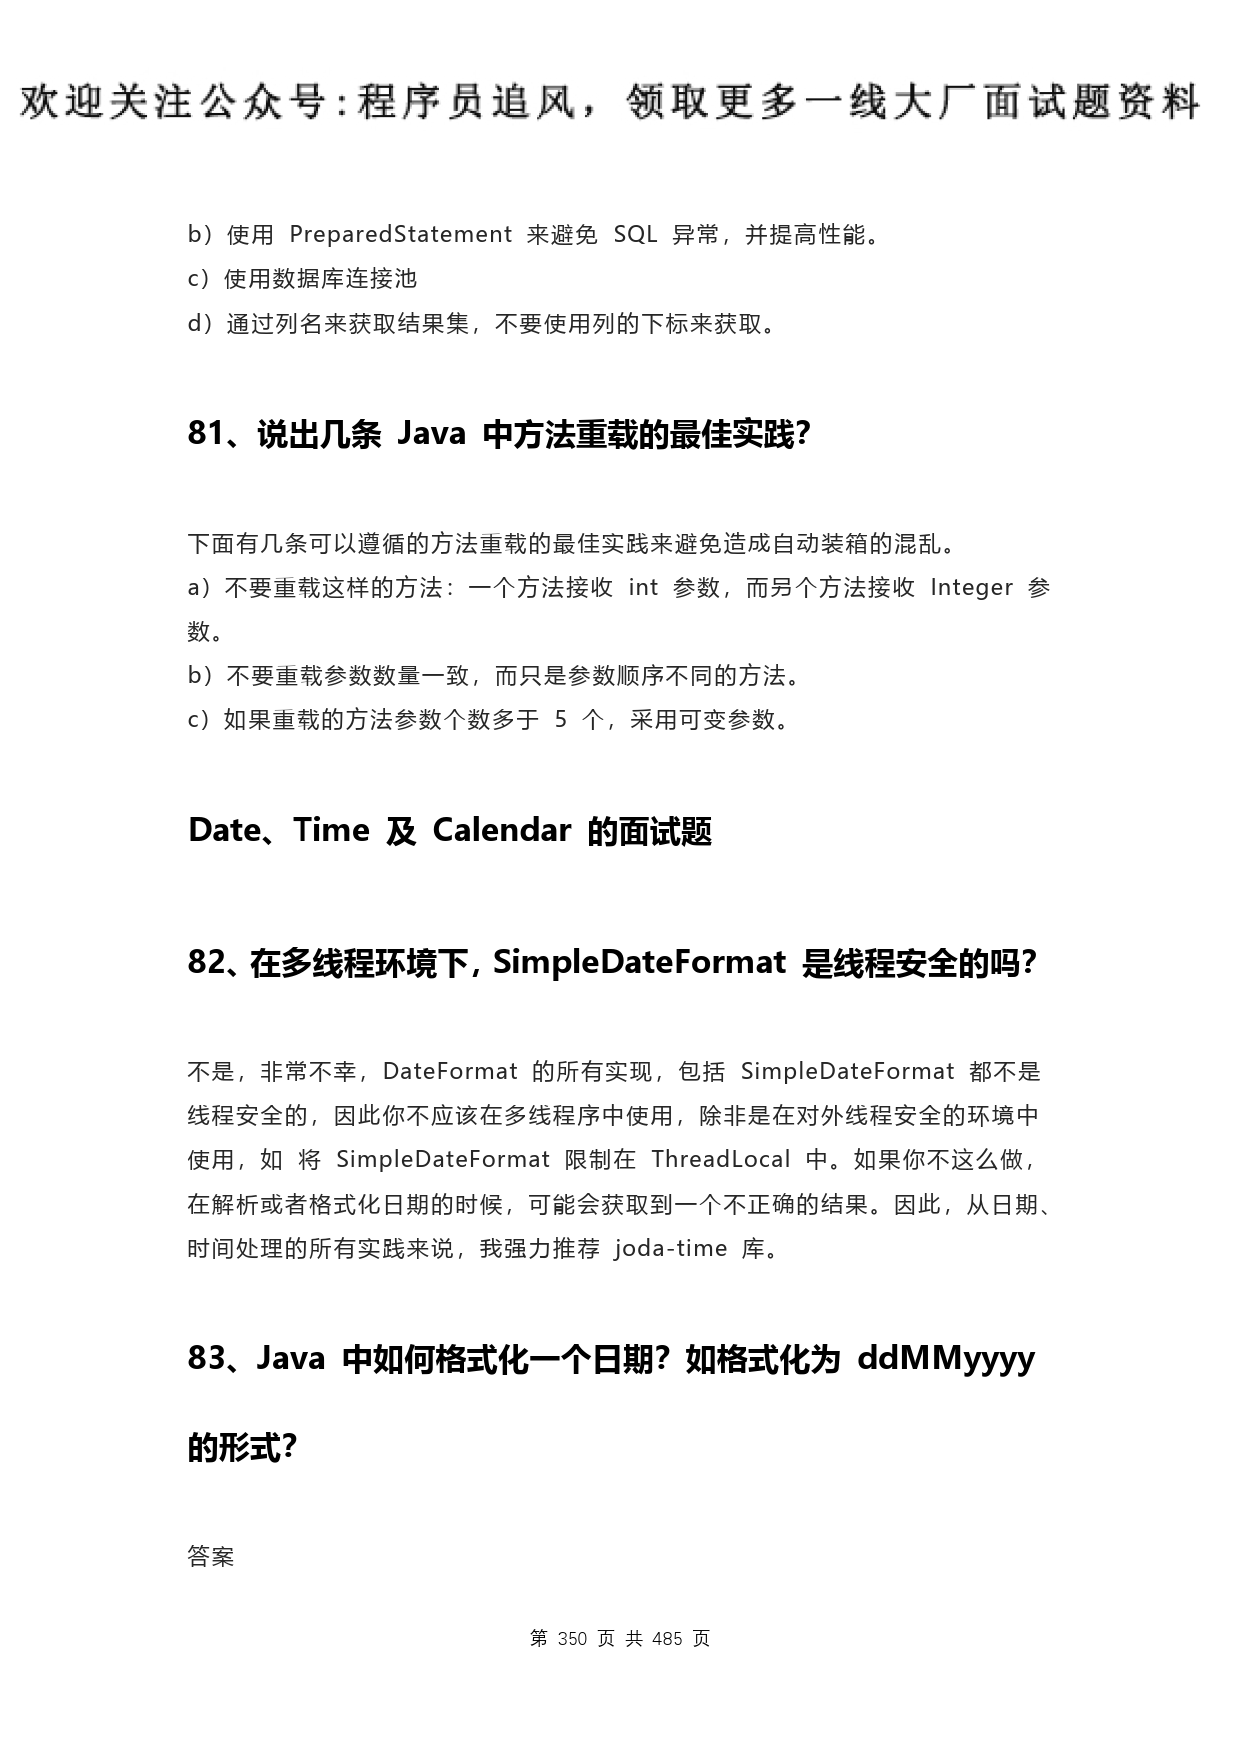 欢迎关注公众号:程序员追风，领取更多一线大厂面试题资料
b）使用 PreparedStatement 来避免 SQL 异常，并提高性能。
c）使用数据库连接池
d）通过列名来获取结果集，不要使用列的下标来获取。
81、说出几条 Java 中方法重载的最佳实践？
下面有几条可以遵循的方法重载的最佳实践来避免造成自动装箱的混乱。
a）不要重载这样的方法：一个方法接收 int 参数，而另个方法接收 Integer 参
数。
b）不要重载参数数量一致，而只是参数顺序不同的方法。
c）如果重载的方法参数个数多于 5 个，采用可变参数。
Date、Time 及 Calendar 的面试题
82、在多线程环境下，SimpleDateFormat 是线程安全的吗？
不是，非常不幸，DateFormat 的所有实现，包括 SimpleDateFormat 都不是
线程安全的，因此你不应该在多线程序中使用，除非是在对外线程安全的环境中
使用，如 将 SimpleDateFormat 限制在 ThreadLocal 中。如果你不这么做，
在解析或者格式化日期的时候，可能会获取到一个不正确的结果。因此，从日期、
时间处理的所有实践来说，我强力推荐 joda-time 库。
83、Java 中如何格式化一个日期？如格式化为 ddMMyyyy
的形式？
答案
第 350 页 共 485 页